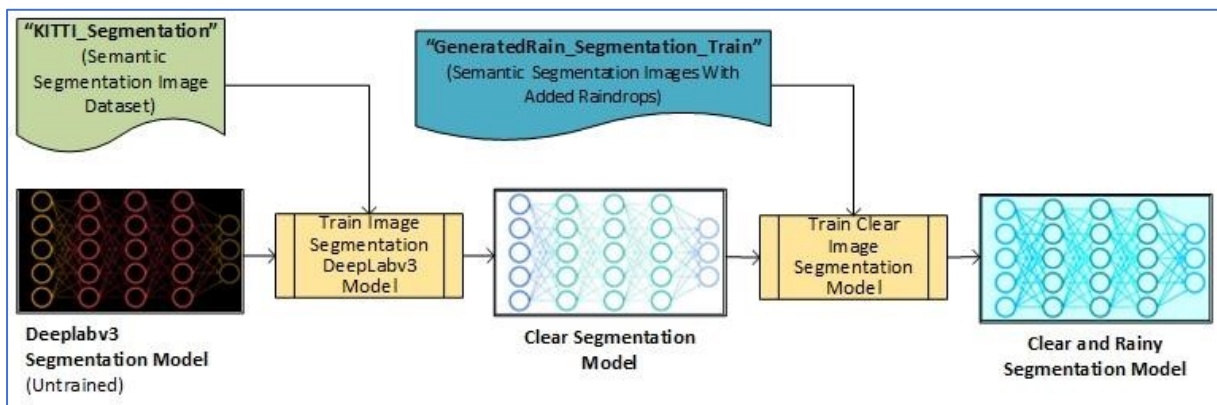 “KITTI_Segmentation”
(Semantic
Segmentation Image
Dataset)
“GeneratedRain_Segmentation_Train”
(Semantic Segmentation Images With
Added Raindrops)
Train Image
Segmentation
DeepLabv3
Model
Train Clear
Image
Segmentation
Model
Deeplabv3
Segmentation Model
(Untrained)
Clear Segmentation
Model
Clear and Rainy
Segmentation Model